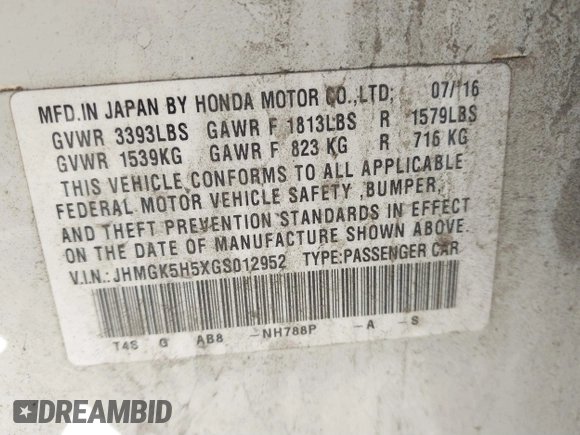 MFD.IN JAPAN BY HONDA MOTOR CO.,LTD: 07/16
GVWR 3393LBS GAWR F 1813LBS R 1579LBS
GVWR 1539KG GAWR F 823 KG R 716 KG
THIS VEHICLE CONFORMS TO ALL APPLICABLE
FEDERAL MOTOR VEHICLE SAFETY ,BUMPER,
AND THEFT PREVENTION STANDARDS IN EFFECT
ON THE DATE OF MANUFACTURE SHOWN ABOVE.
V.I.N.: JHMGK5H5XGS012952 TYPE:PASSENGER CAR
T4S G AB8 -NH788P -A -S
DREAMBID